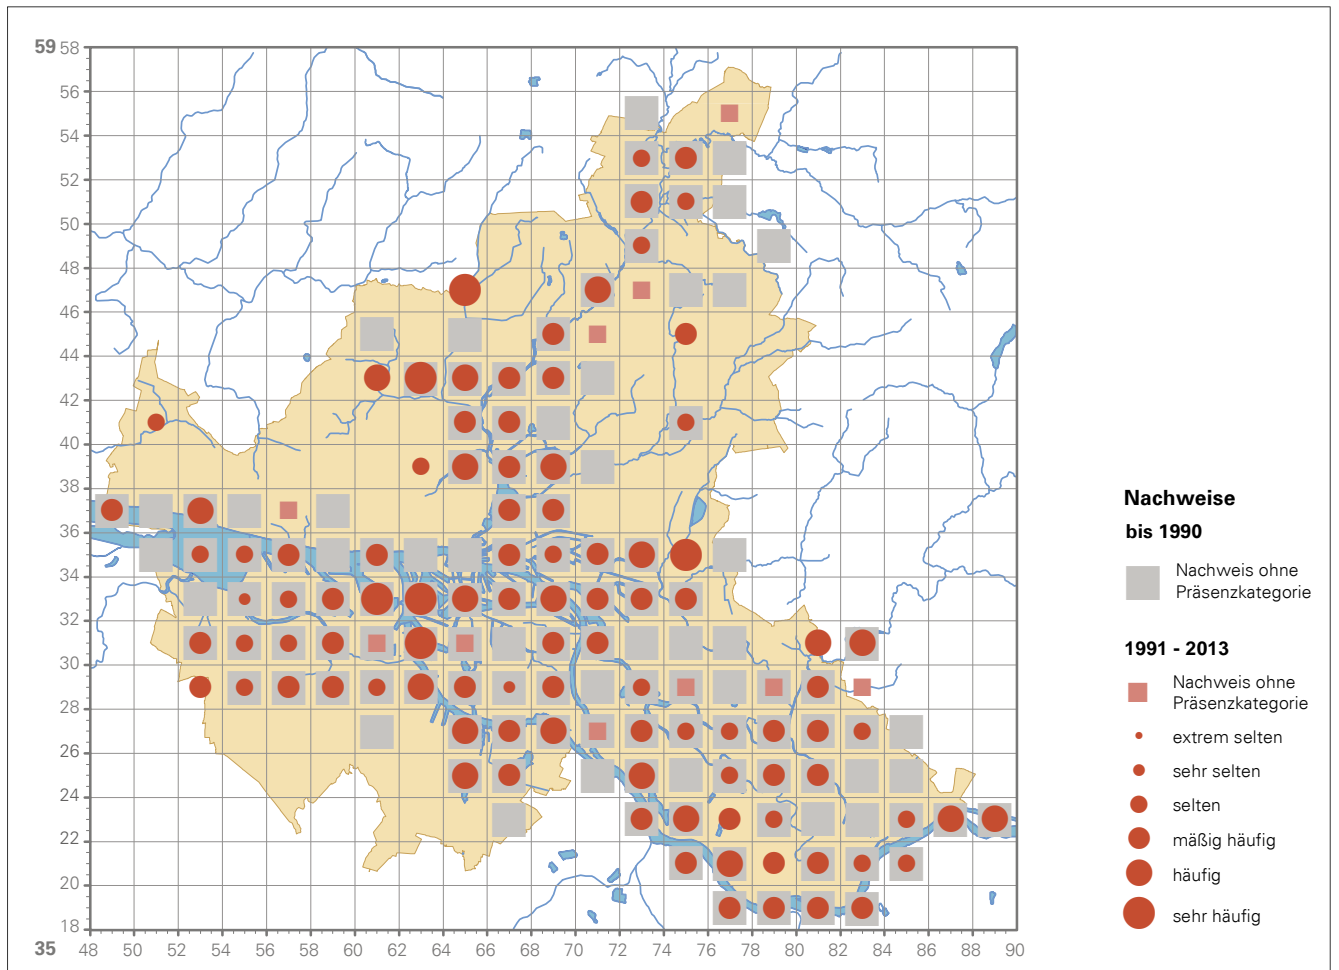 59 58
56
54
52
50
48
46
44
42
40
38
36
34
32
30
28
26
24
22
20
18
35
48 50 52 54 56 58 60 62 64 66 68 70 72 74 76 78 80 82 84 86 88 90
Nachweise
bis 1990
Nachweis ohne
Präsenzkategorie
1991 - 2013
Nachweis ohne
Präsenzkategorie
extrem selten
sehr selten
selten
mäßig häufig
häufig
sehr häufig